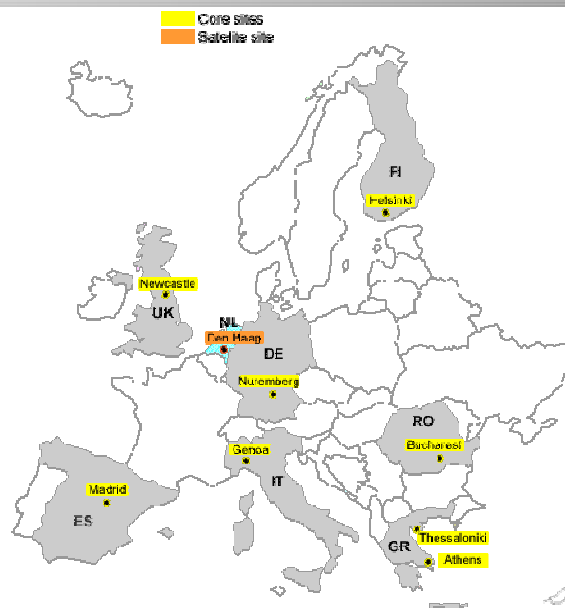 Core sites
Satelite site
FI
Helsinki
Newcastle
UK
NL
Den Haag
DE
Nuremberg
RO
Bucharest
Genoa
IT
Madrid
ES
Thessaloniki
GR
Athens